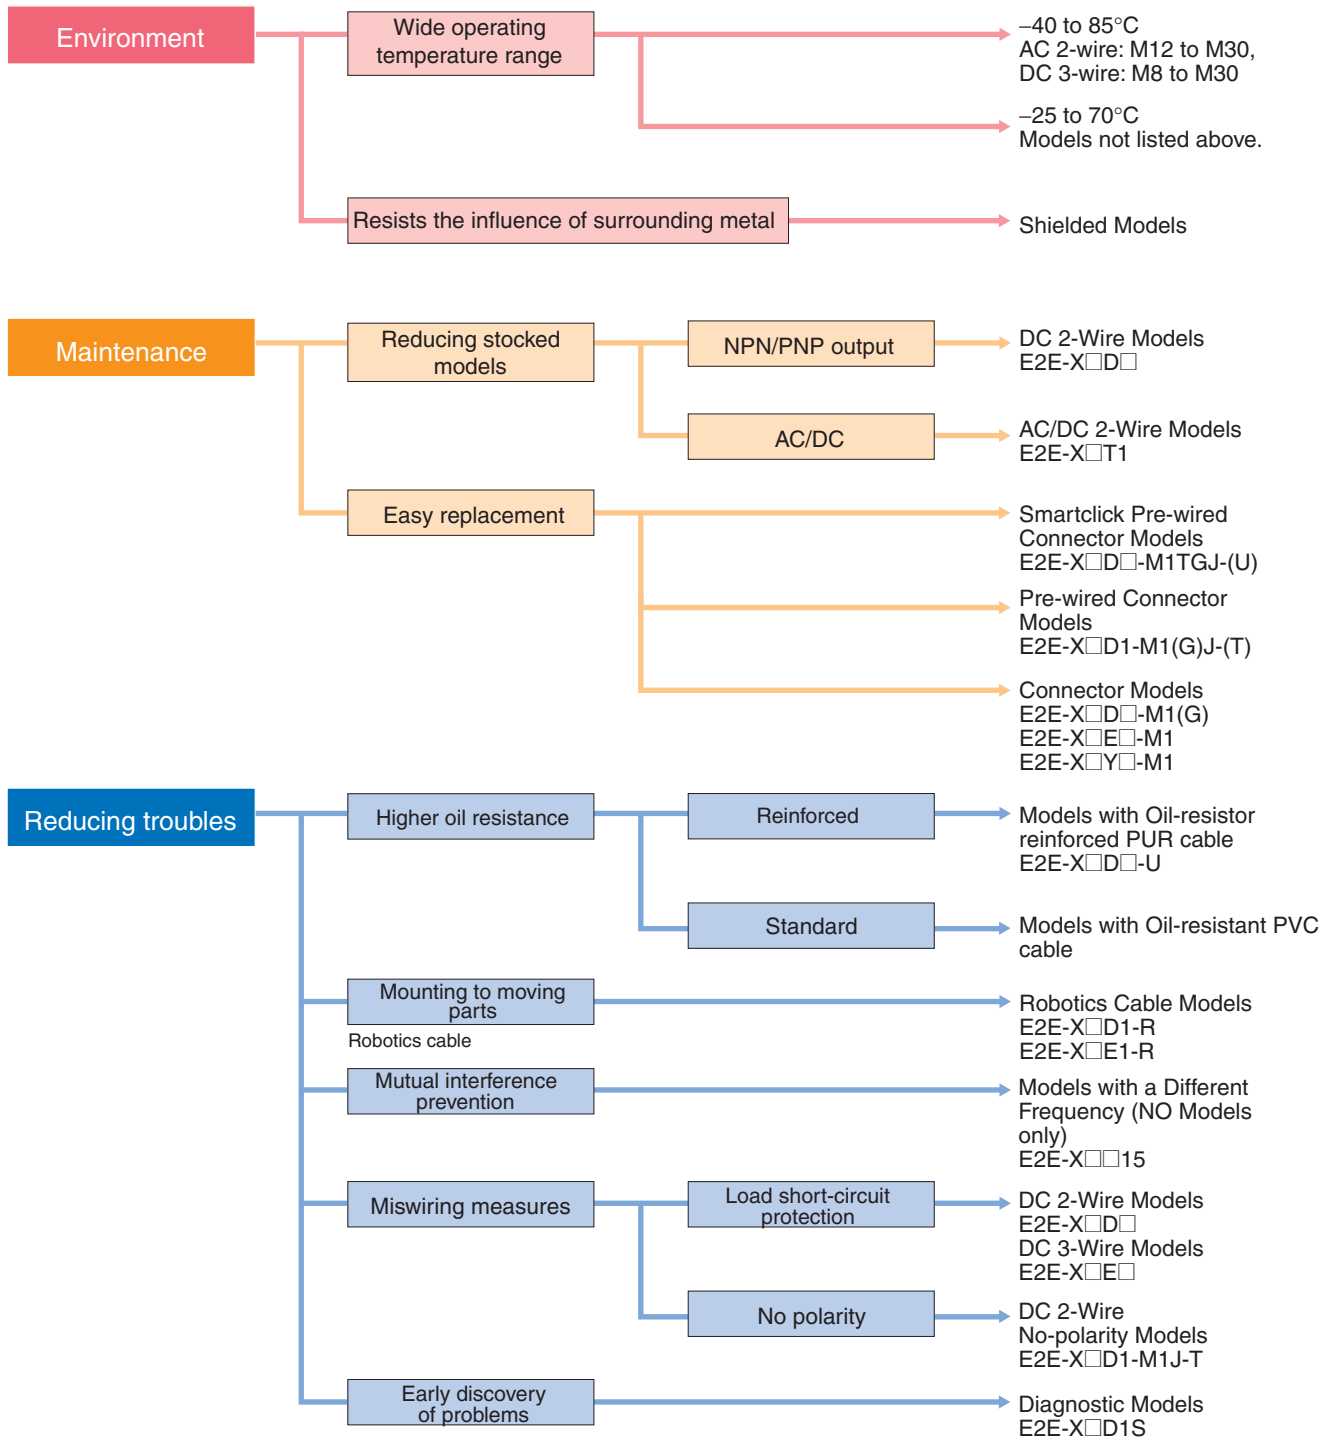 Environment
Wide operating
temperature range
–40 to 85°C
AC 2-wire: M12 to M30,
DC 3-wire: M8 to M30
–25 to 70°C
Models not listed above.
Resists the influence of surrounding metal
Shielded Models
Maintenance
Reducing stocked
models
NPN/PNP output
DC 2-Wire Models
E2E-X□D□
AC/DC
AC/DC 2-Wire Models
E2E-X□T1
Easy replacement
Smartclick Pre-wired
Connector Models
E2E-X□D□-M1TGJ-(U)
Pre-wired Connector
Models
E2E-X□D1-M1(G)J-(T)
Connector Models
E2E-X□D□-M1(G)
E2E-X□E□-M1
E2E-X□Y□-M1
Reducing troubles
Higher oil resistance
Reinforced
Models with Oil-resistor
reinforced PUR cable
E2E-X□D□-U
Standard
Models with Oil-resistant PVC
cable
Mounting to moving
parts
Robotics cable
Robotics Cable Models
E2E-X□D1-R
E2E-X□E1-R
Mutual interference
prevention
Models with a Different
Frequency (NO Models
only)
E2E-X□□15
Miswiring measures
Load short-circuit
protection
DC 2-Wire Models
E2E-X□D□
DC 3-Wire Models
E2E-X□E□
No polarity
DC 2-Wire
No-polarity Models
E2E-X□D1-M1J-T
Early discovery
of problems
Diagnostic Models
E2E-X□D1S